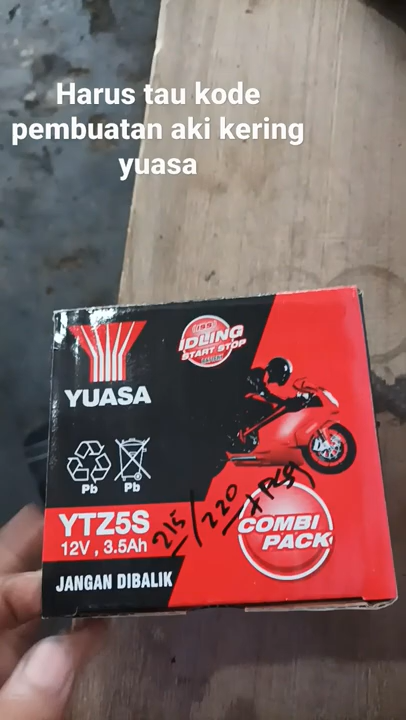 Harus tau kode
pembuatan aki kering
yuasa
IDLING
START STOP
YUASA
Pb
Pb
YTZ5S
12V , 3.5Ah
215/220
COMBI
PACK
JANGAN DIBALIK